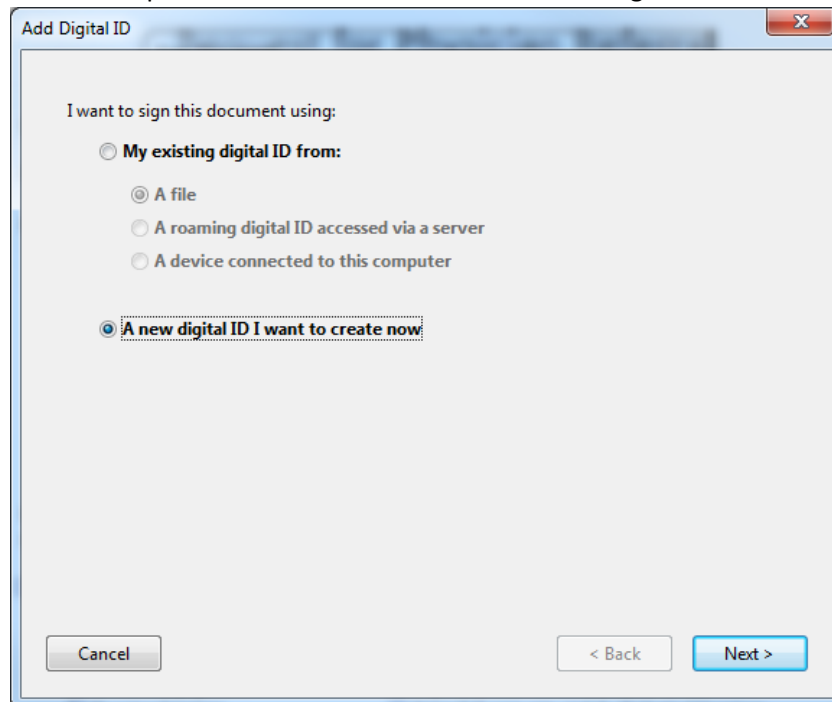 Add Digital ID
I want to sign this document using:
My existing digital ID from:
A file
A roaming digital ID accessed via a server
A device connected to this computer
A new digital ID I want to create now
Cancel
< Back
Next >